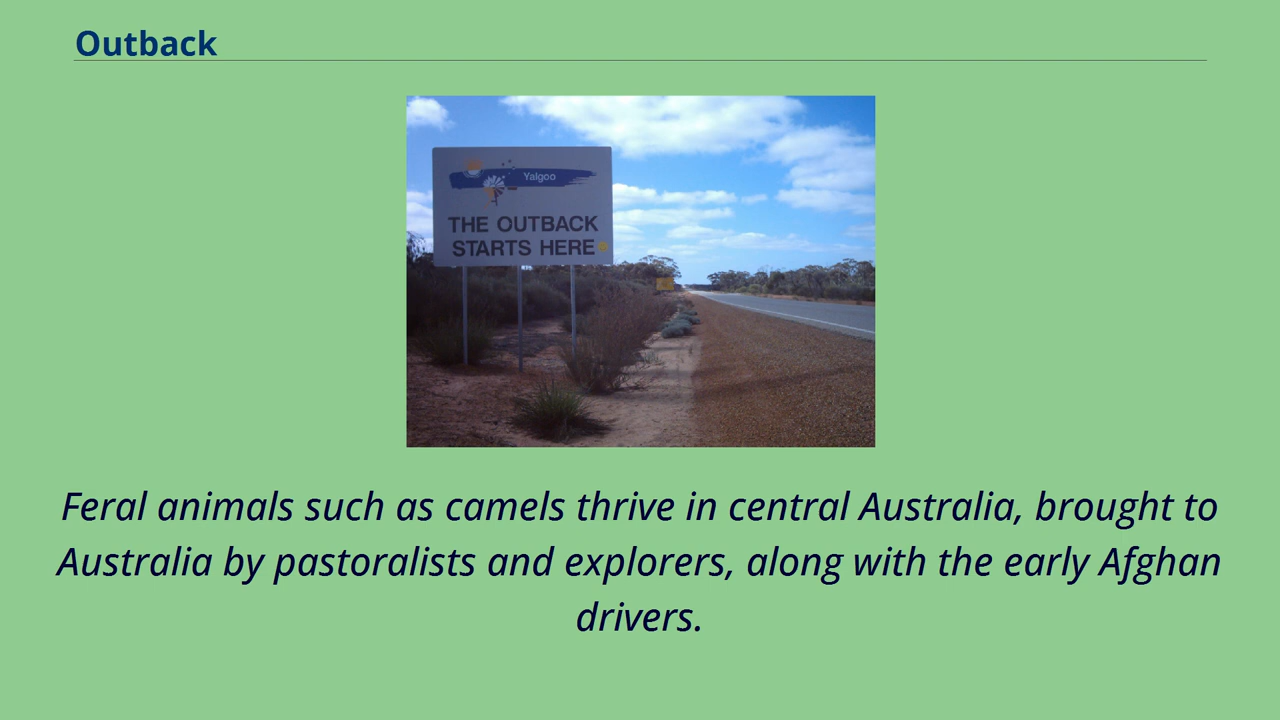 Outback
Yalgoo
THE OUTBACK
STARTS HERE
Feral animals such as camels thrive in central Australia, brought to
Australia by pastoralists and explorers, along with the early Afghan
drivers.